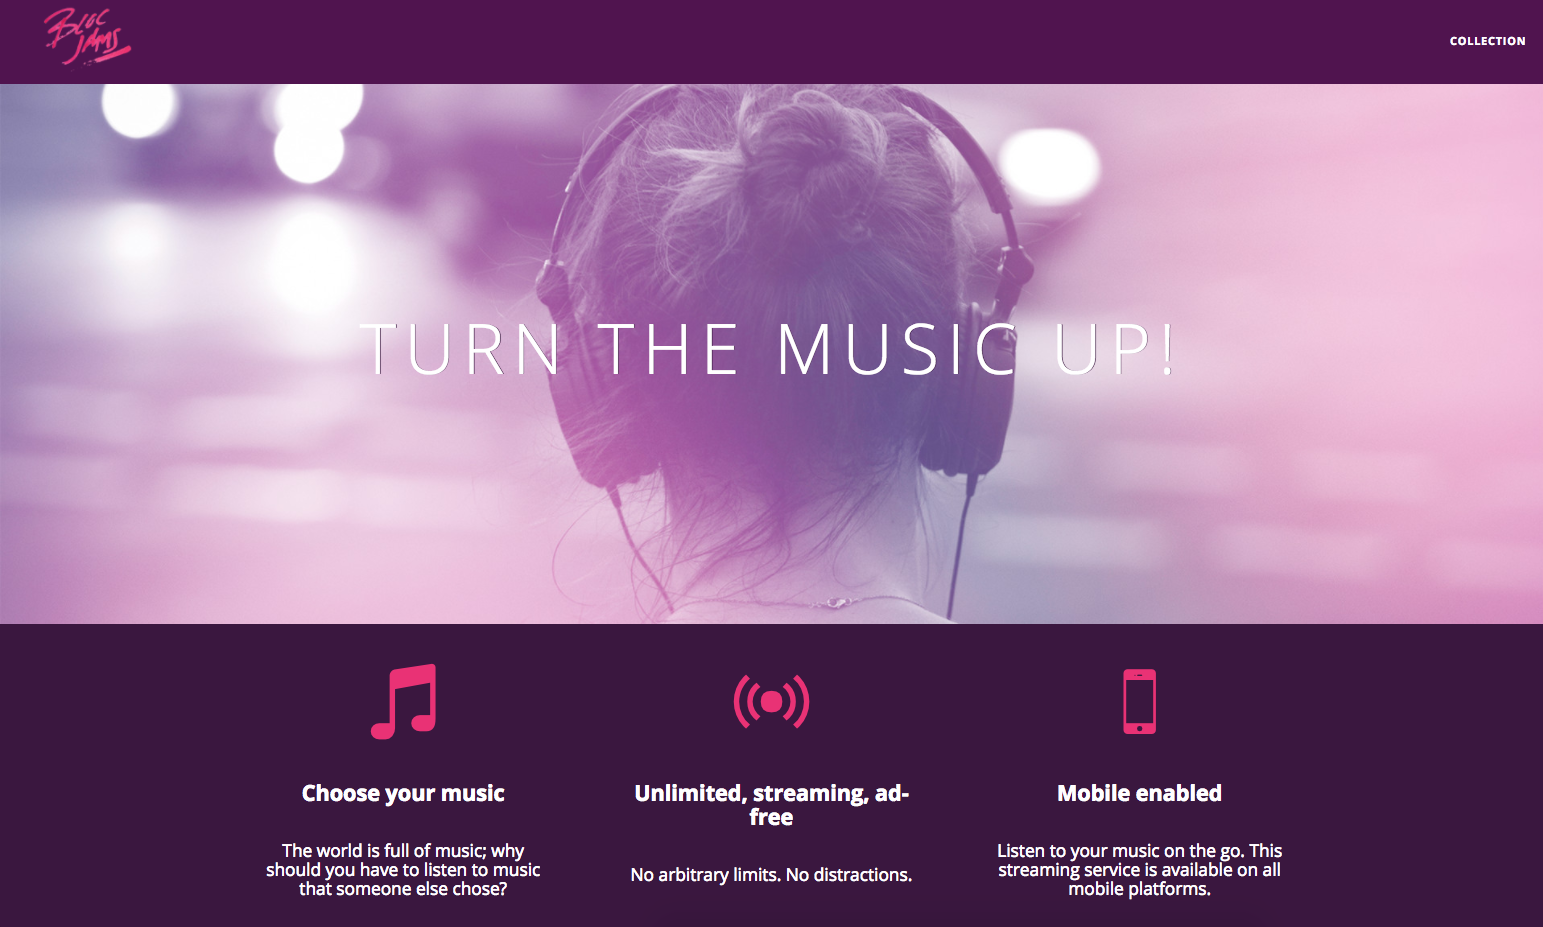 Bloc
Jams
COLLECTION
TURN THE MUSIC UP!
Choose your music
The world is full of music; why
should you have to listen to music
that someone else chose?
Unlimited, streaming, ad-
free
No arbitrary limits. No distractions.
Mobile enabled
Listen to your music on the go. This
streaming service is available on all
mobile platforms.